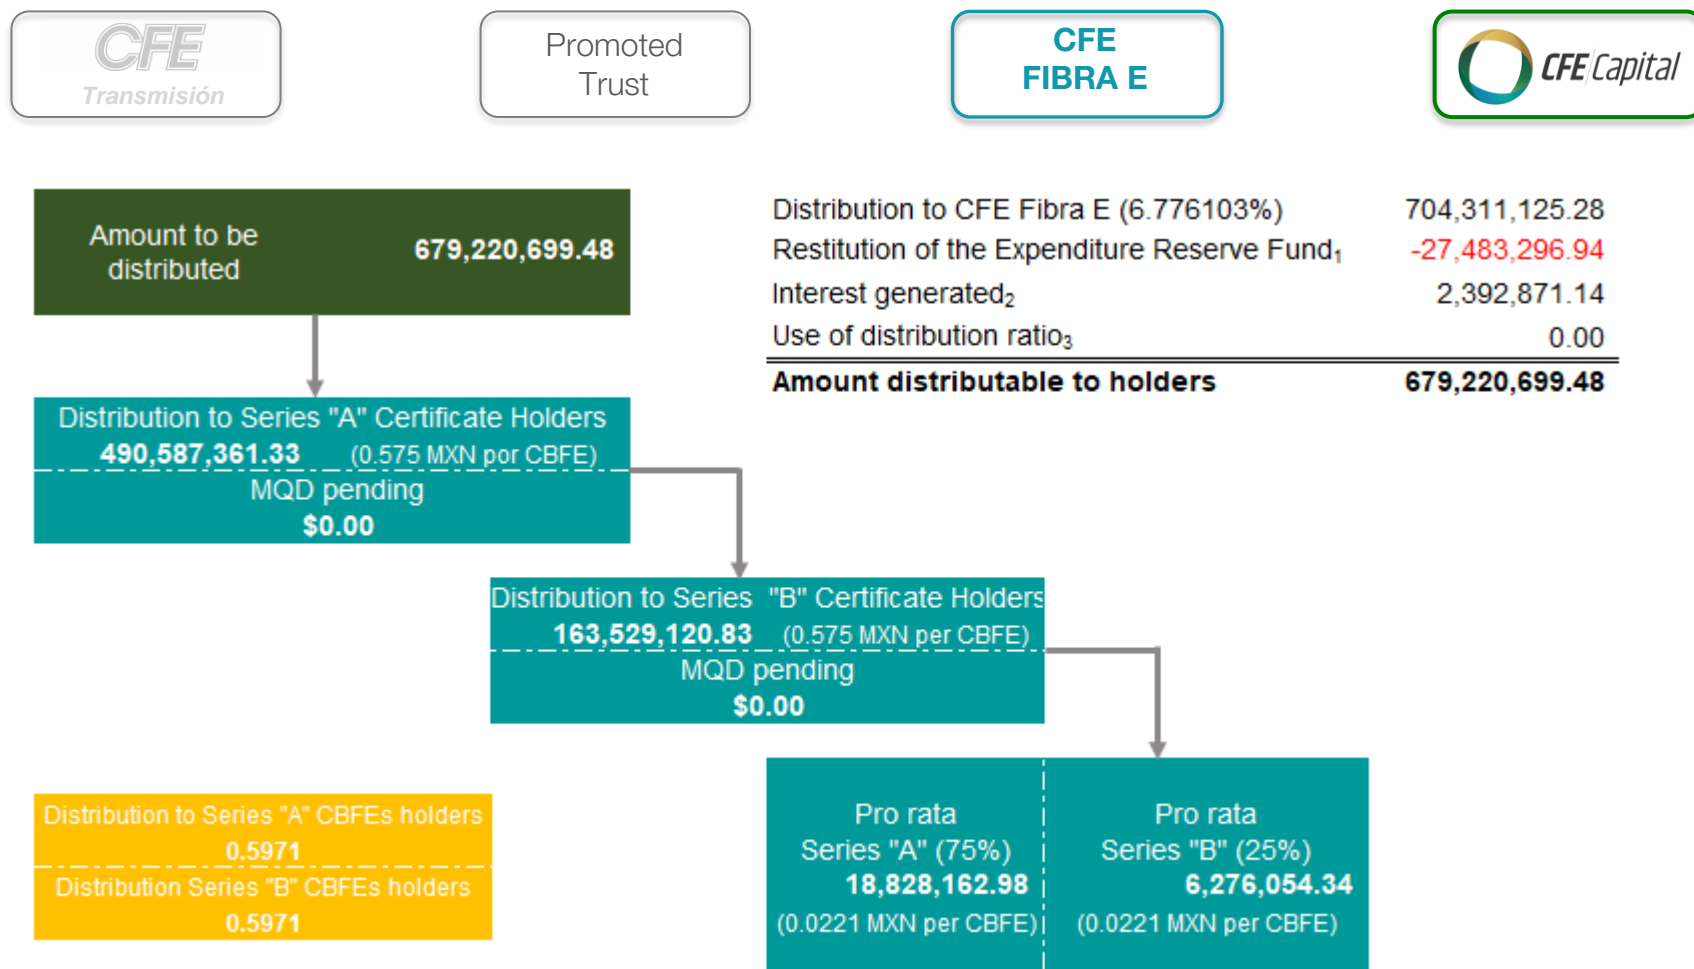 CFE
Transmisión
Promoted
Trust
CFE
FIBRA E
CFE Capital
Amount to be
distributed
679,220,699.48
Distribution to CFE Fibra E (6.776103%) 704,311,125.28
Restitution of the Expenditure Reserve Fund1 -27,483,296.94
Interest generated2 2,392,871.14
Use of distribution ratio3 0.00
Amount distributable to holders 679,220,699.48
Distribution to Series "A" Certificate Holders
490,587,361.33 (0.575 MXN por CBFE)
MQD pending
$0.00
Distribution to Series "B" Certificate Holders
163,529,120.83 (0.575 MXN per CBFE)
MQD pending
$0.00
Pro rata
Series "A" (75%)
18,828,162.98
(0.0221 MXN per CBFE)
Pro rata
Series "B" (25%)
6,276,054.34
(0.0221 MXN per CBFE)
Distribution to Series "A" CBFEs holders
0.5971
Distribution Series "B" CBFEs holders
0.5971